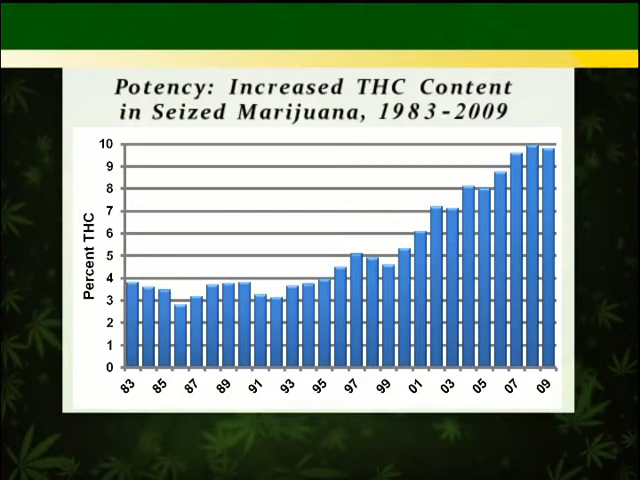 Potency: Increased THC Content
in Seized Marijuana, 1983-2009
10
9
8
7
6
5
4
3
2
1
0
Percent THC
83 85 87 89 91 93 95 97 99 01 03 05 07 09